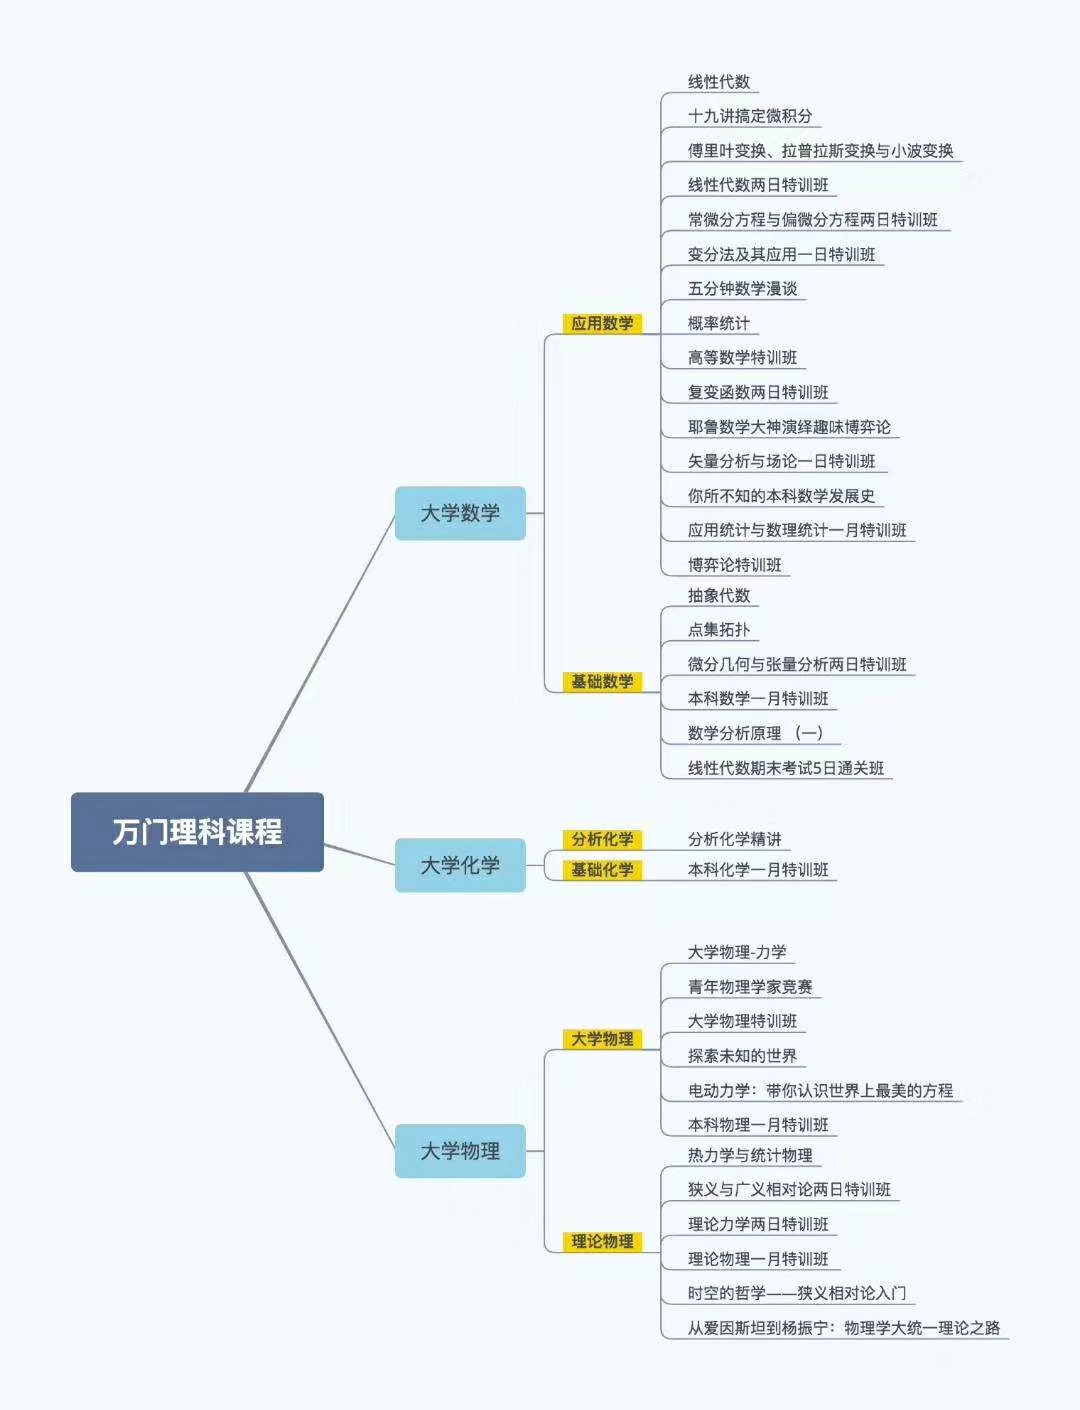 线性代数
十九讲搞定微积分
傅里叶变换、拉普拉斯变换与小波变换
线性代数两日特训班
常微分方程与偏微分方程两日特训班
变分法及其应用一日特训班
五分钟数学漫谈
应用数学
概率统计
高等数学特训班
复变函数两日特训班
耶鲁数学大神演绎趣味博弈论
矢量分析与场论一日特训班
你所不知的本科数学发展史
大学数学
应用统计与数理统计一月特训班
博弈论特训班
抽象代数
点集拓扑
微分几何与张量分析两日特训班
基础数学
本科数学一月特训班
数学分析原理 （一）
线性代数期末考试5日通关班
万门理科课程
大学化学
分析化学
分析化学精讲
基础化学
本科化学一月特训班
大学物理-力学
青年物理学家竞赛
大学物理特训班
大学物理
探索未知的世界
电动力学：带你认识世界上最美的方程
本科物理一月特训班
大学物理
热力学与统计物理
狭义与广义相对论两日特训班
理论力学两日特训班
理论物理
理论物理一月特训班
时空的哲学——狭义相对论入门
从爱因斯坦到杨振宁：物理学大统一理论之路